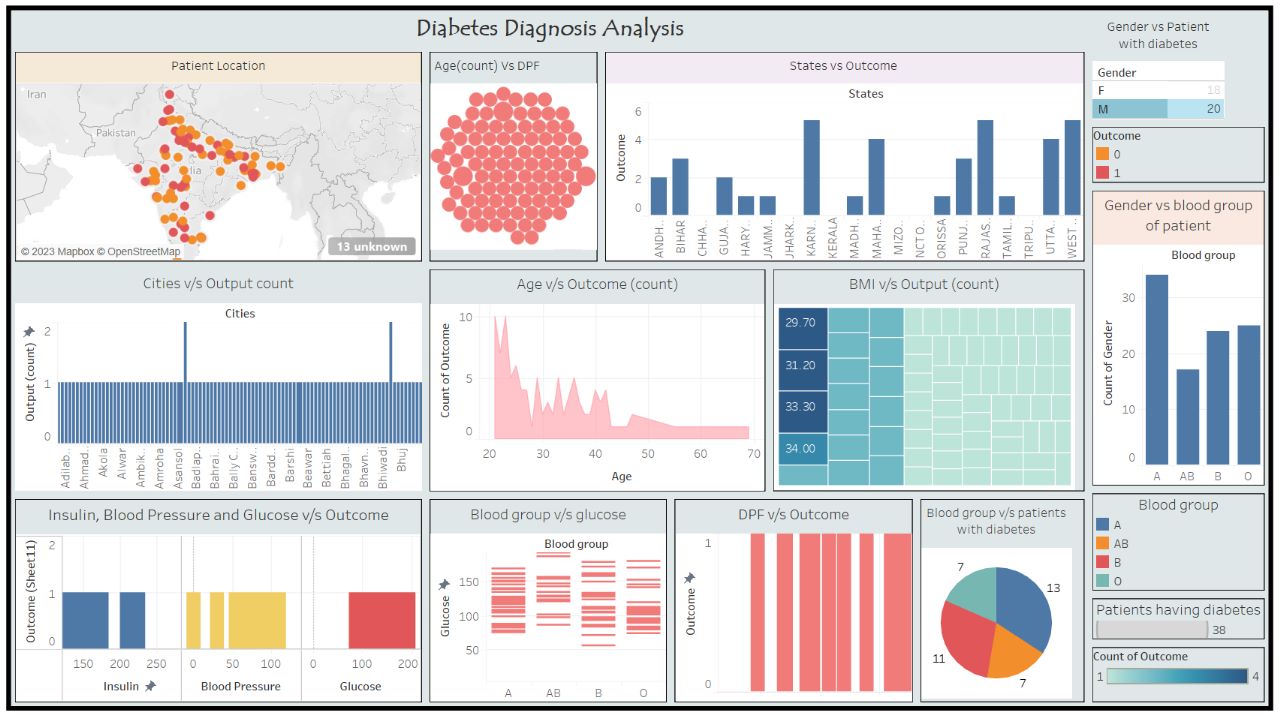 Diabetes Diagnosis Analysis
Patient Location
Iran
Pakistan
lia
13 unknown
© 2023 Mapbox © OpenStreetMap
Age(count) Vs DPF
States vs Outcome
States
Outcome
6
4
2
0
ANDH..
BIHAR
CHHA..
GUJA..
HARY..
JAMM..
JHARK..
KARN..
KERALA
MADH..
MAHA..
MIZO..
NCT O..
ORISSA
PUNJ..
RAJAS..
TAMIL..
TRIPU..
UTTA..
WEST ..
Gender vs Patient
with diabetes
Gender
F 18
M 20
Outcome
0
1
Gender vs blood group
of patient
Blood group
Count of Gender
30
20
10
0
A AB B O
Cities v/s Output count
Cities
Output (count)
2
1
0
Adilab..
Ahmad..
Akola
Alwar
Ambik..
Amroha
Asansol
Badlap..
Bahrai..
Bally C..
Bansw..
Bardd..
Barshi
Beawar
Bettiah
Bhagal..
Bhavn..
Bhiwadi
Bhuj
Age v/s Outcome (count)
Count of Outcome
10
5
0
20 30 40 50 60 70
Age
BMI v/s Output (count)
29.70
31.20
33.30
34.00
Insulin, Blood Pressure and Glucose v/s Outcome
Outcome (Sheet11)
2
1
0
150 200 250
0 50 100
0 100 200
Insulin
Blood Pressure
Glucose
Blood group v/s glucose
Blood group
Glucose
150
100
50
A AB B O
DPF v/s Outcome
Outcome
1
0
Blood group v/s patients
with diabetes
7
13
11
7
Blood group
A
AB
B
O
Patients having diabetes
38
Count of Outcome
1 4